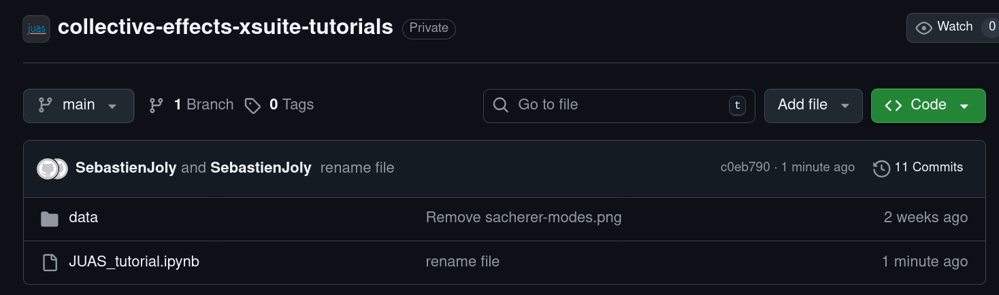 juas collective-effects-xsuite-tutorials Private Watch 0
main 1 Branch 0 Tags Go to file t Add file Code
SebastienJoly and SebastienJoly rename file c0eb790 · 1 minute ago 11 Commits
data Remove sacherer-modes.png 2 weeks ago
JUAS_tutorial.ipynb rename file 1 minute ago